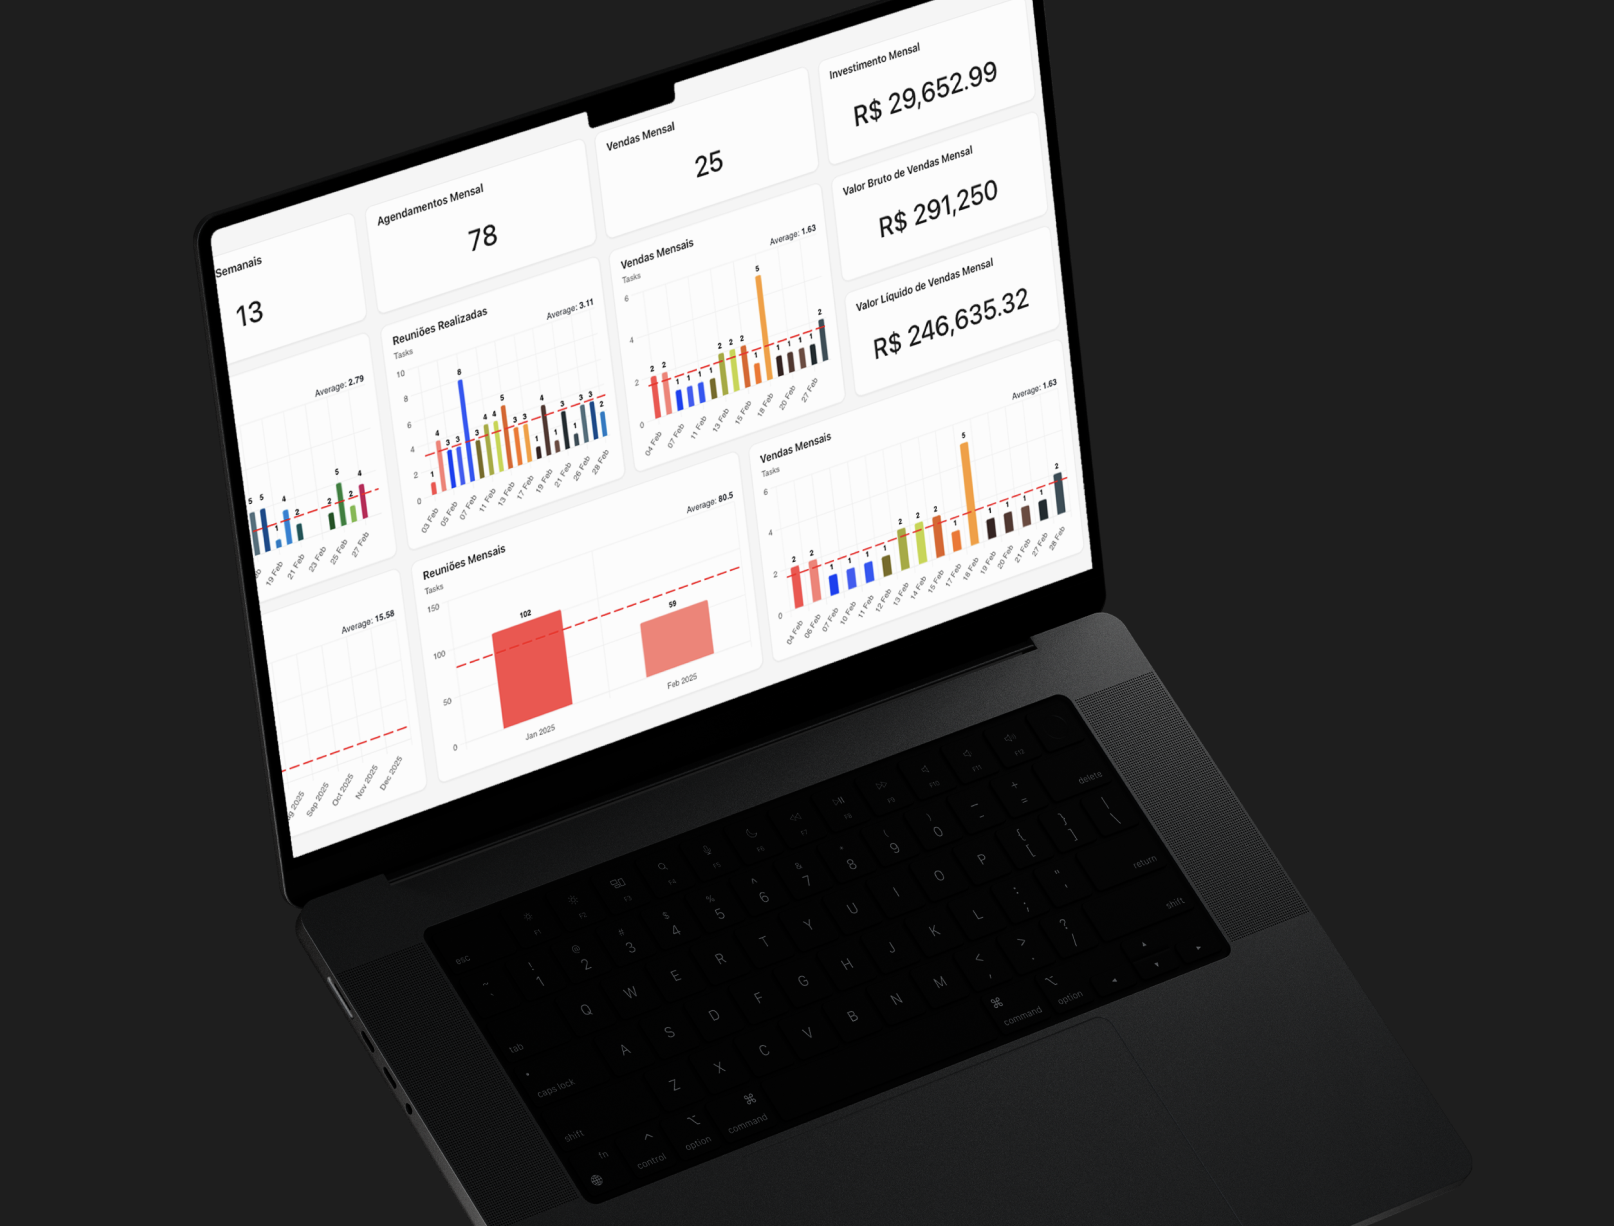 Semanais
13
Agendamentos Mensal
78
Vendas Mensal
25
Investimento Mensal
R$ 29,652.99
Valor Bruto de Vendas Mensal
R$ 291,250
Valor Líquido de Vendas Mensal
R$ 246,635.32
Average: 2.79
5 5 1 4 2 2 5 2 4
19 Feb 21 Feb 23 Feb 25 Feb 27 Feb
Reuniões Realizadas
Tasks
Average: 3.11
10
8
6
4
2
0
1 4 3 3 8 3 4 4 5 3 3 1 4 1 3 1 3 3 2
03 Feb 05 Feb 07 Feb 11 Feb 13 Feb 17 Feb 19 Feb 21 Feb 26 Feb 28 Feb
Vendas Mensais
Tasks
Average: 1.63
6
4
2
0
2 2 1 1 1 1 2 2 2 1 5 1 1 1 1 2
04 Feb 07 Feb 11 Feb 13 Feb 15 Feb 18 Feb 20 Feb 27 Feb
Average: 15.58
2025 Sep 2025 Oct 2025 Nov 2025 Dec 2025
Reuniões Mensais
Tasks
Average: 80.5
150
100
50
0
102
59
Jan 2025
Feb 2025
Vendas Mensais
Tasks
Average: 1.63
6
4
2
0
2 2 1 1 1 1 2 2 2 1 5 1 1 1 1 2
04 Feb 06 Feb 07 Feb 10 Feb 11 Feb 12 Feb 13 Feb 14 Feb 15 Feb 17 Feb 18 Feb 19 Feb 20 Feb 21 Feb 27 Feb 28 Feb
esc F1 F2 F3 F4 F5 F6 F7 F8 F9 F10 F11 F12
~ ! 1 @ 2 # 3 $ 4 % 5 ^ 6 & 7 * 8 ( 9 ) 0 _ - + = delete
tab Q W E R T Y U I O P { [ } ] | \
caps lock A S D F G H J K L : ; " ' return
shift Z X C V B N M < , > . ? / shift
fn control option command command option